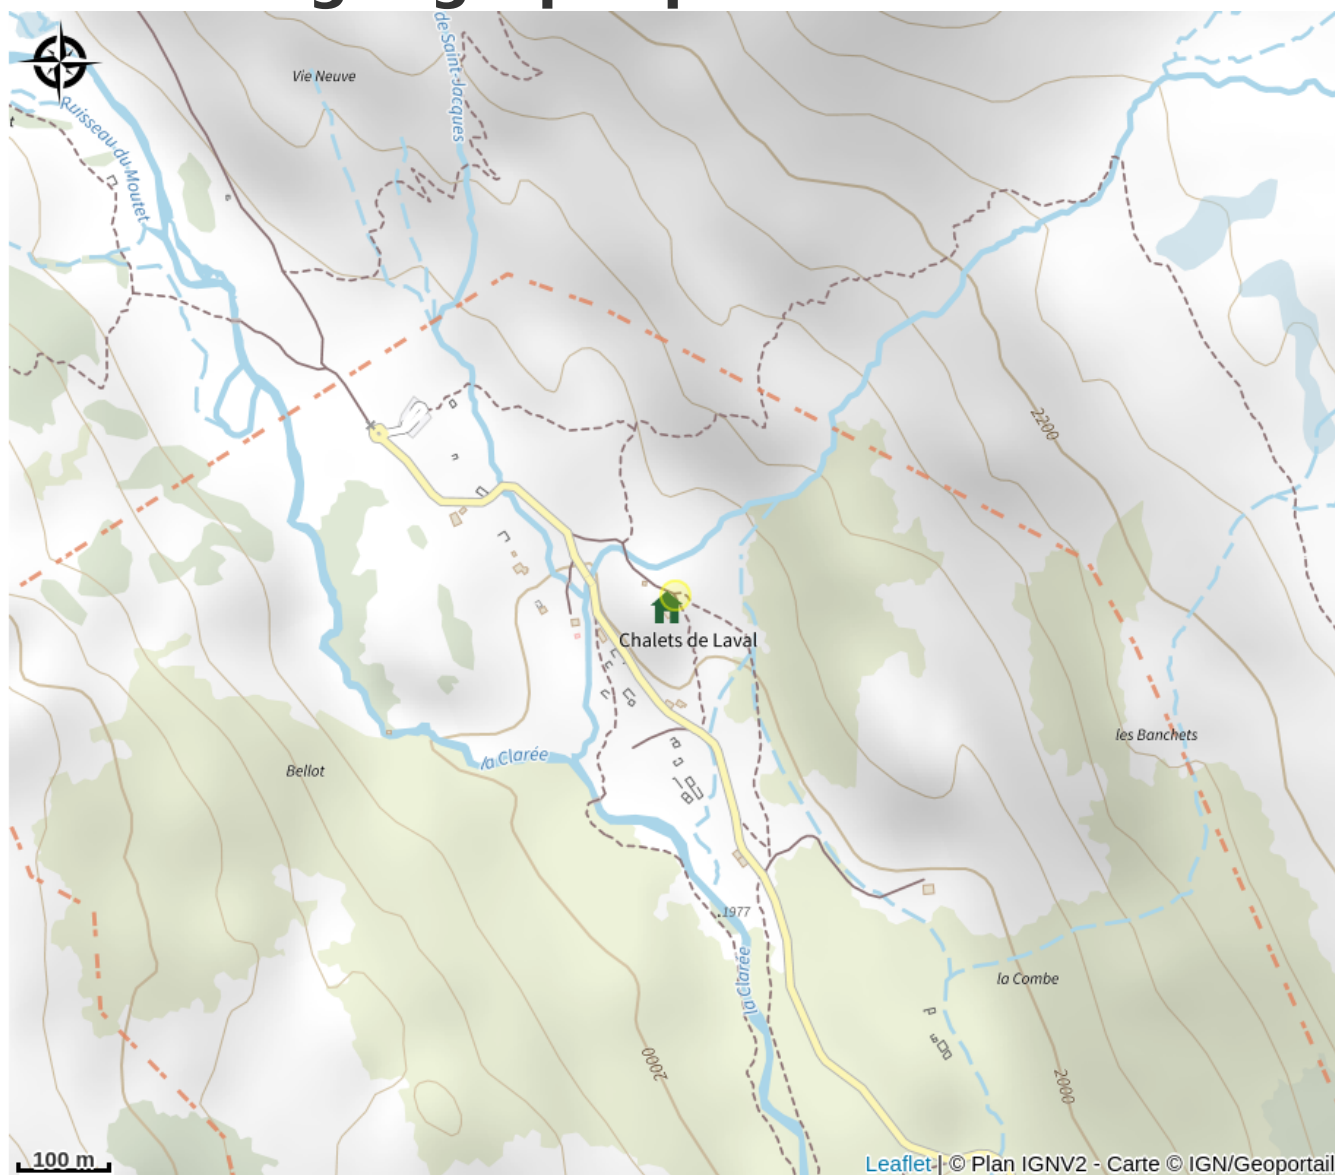 Vie Neuve
de Saint-Jacques
Ruisseau du Moutet
t
2200
Chalets de Laval
les Banchets
la Clarée
Bellot
1977
la Clarée
la Combe
2000
2000
100 m
Leaflet | © Plan IGNV2 - Carte © IGN/Geoportail